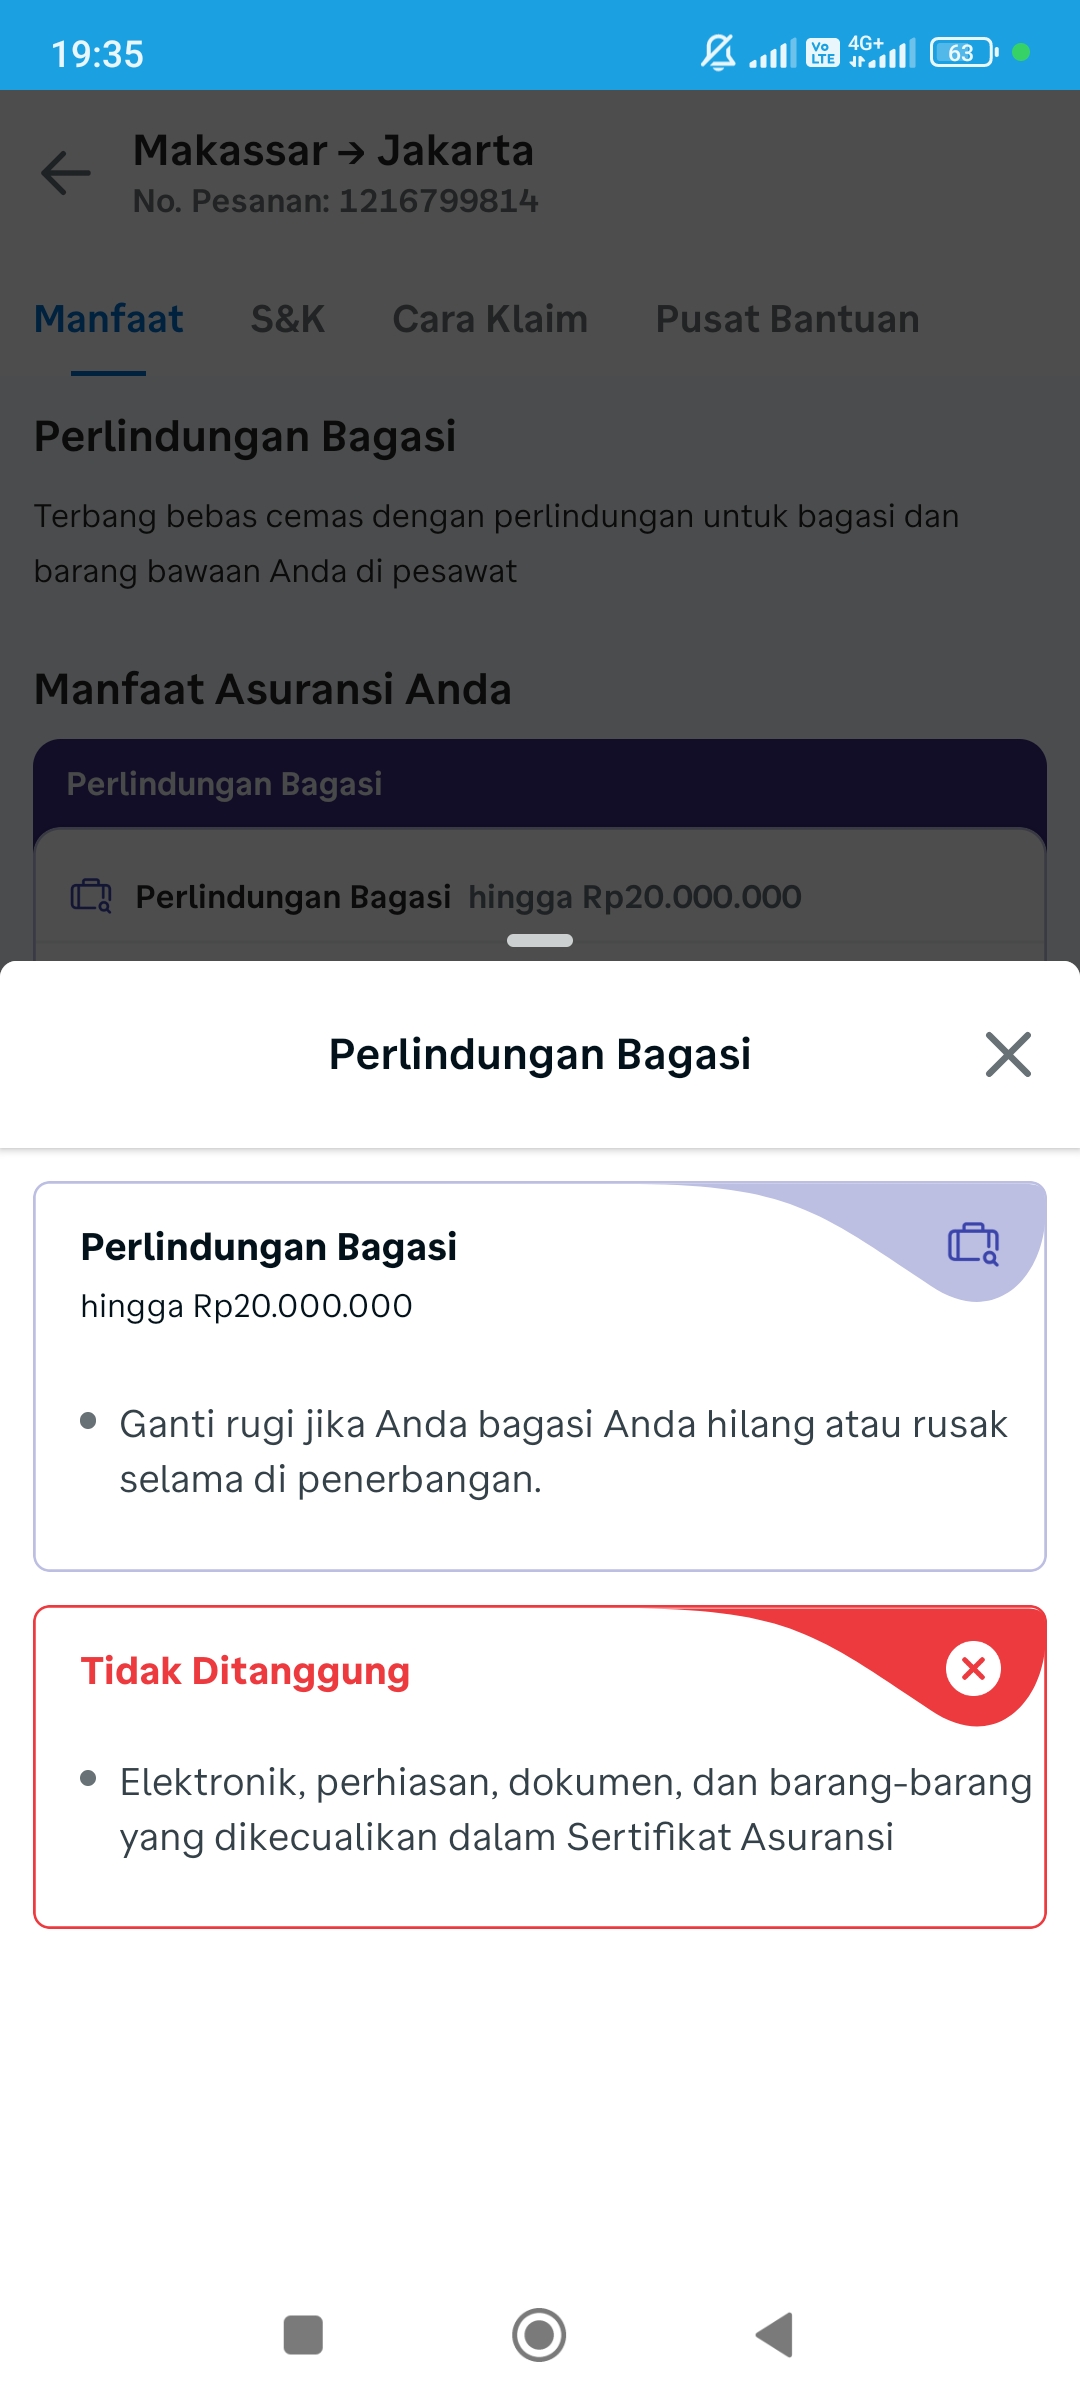 19:35
Vo
LTE
4G+
63
Makassar → Jakarta
No. Pesanan: 1216799814
Manfaat S&K Cara Klaim Pusat Bantuan
Perlindungan Bagasi
Terbang bebas cemas dengan perlindungan untuk bagasi dan
barang bawaan Anda di pesawat
Manfaat Asuransi Anda
Perlindungan Bagasi
Perlindungan Bagasi hingga Rp20.000.000
Perlindungan Bagasi
Perlindungan Bagasi
hingga Rp20.000.000
• Ganti rugi jika Anda bagasi Anda hilang atau rusak
selama di penerbangan.
Tidak Ditanggung
• Elektronik, perhiasan, dokumen, dan barang-barang
yang dikecualikan dalam Sertifikat Asuransi